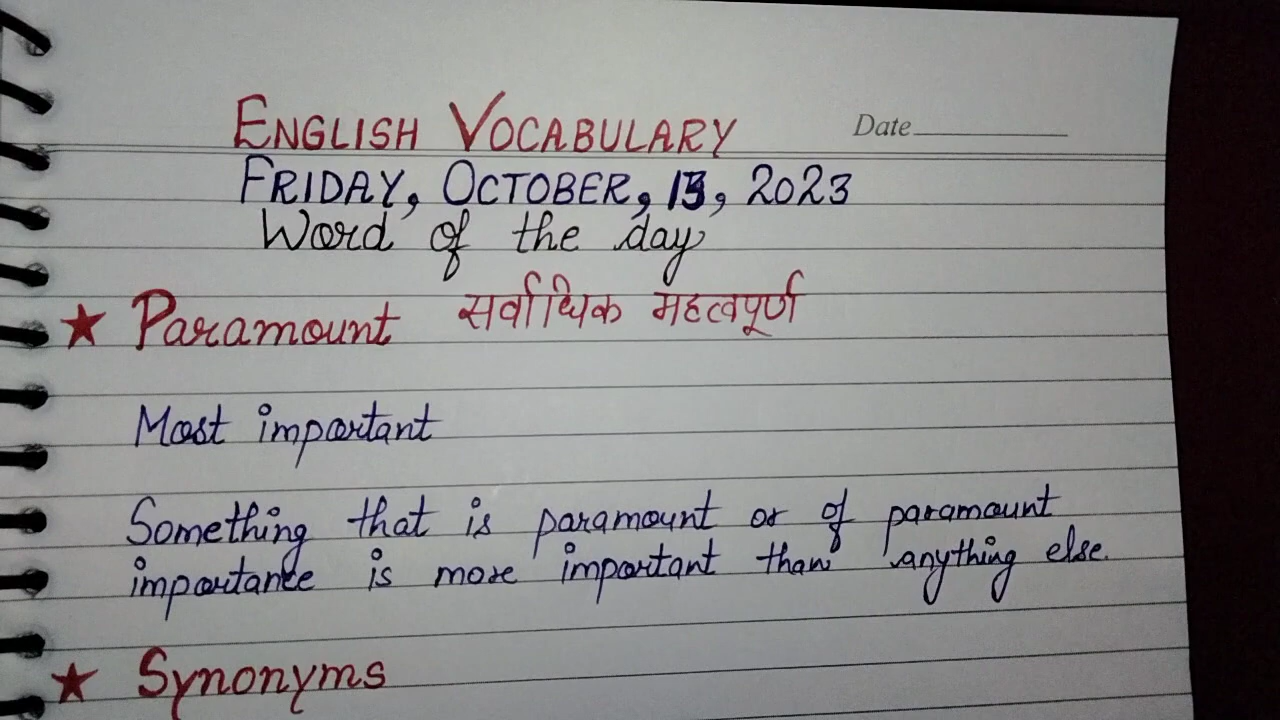 ENGLISH VOCABULARY
Date
FRIDAY, OCTOBER, 13, 2023
Word of the day
★ Paramount सर्वाधिक महत्वपूर्ण
Most important
Something that is paramount or of paramount
importance is more important than anything else.
★ Synonyms